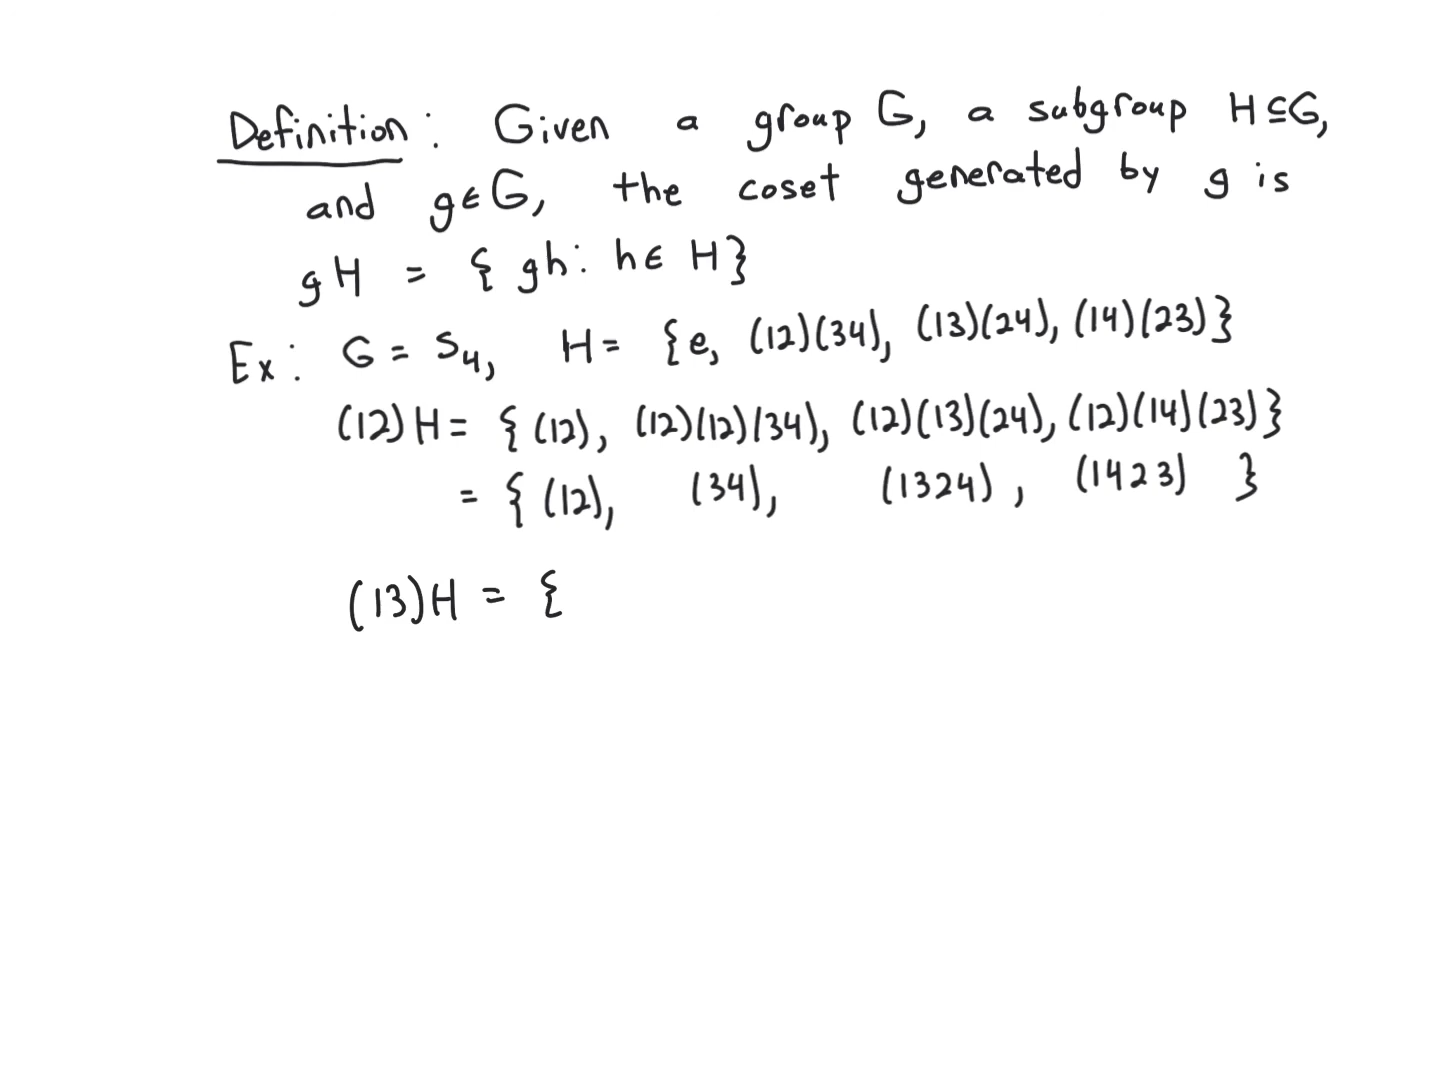 Definition: Given a group G, a subgroup H⊆G,
and g∈G, the coset generated by g is
gH = { gh: h∈ H}
Ex: G = S₄, H = {e, (12)(34), (13)(24), (14)(23)}
(12)H = { (12), (12)(12)(34), (12)(13)(24), (12)(14)(23)}
= { (12), (34), (1324), (1423) }
(13)H = {